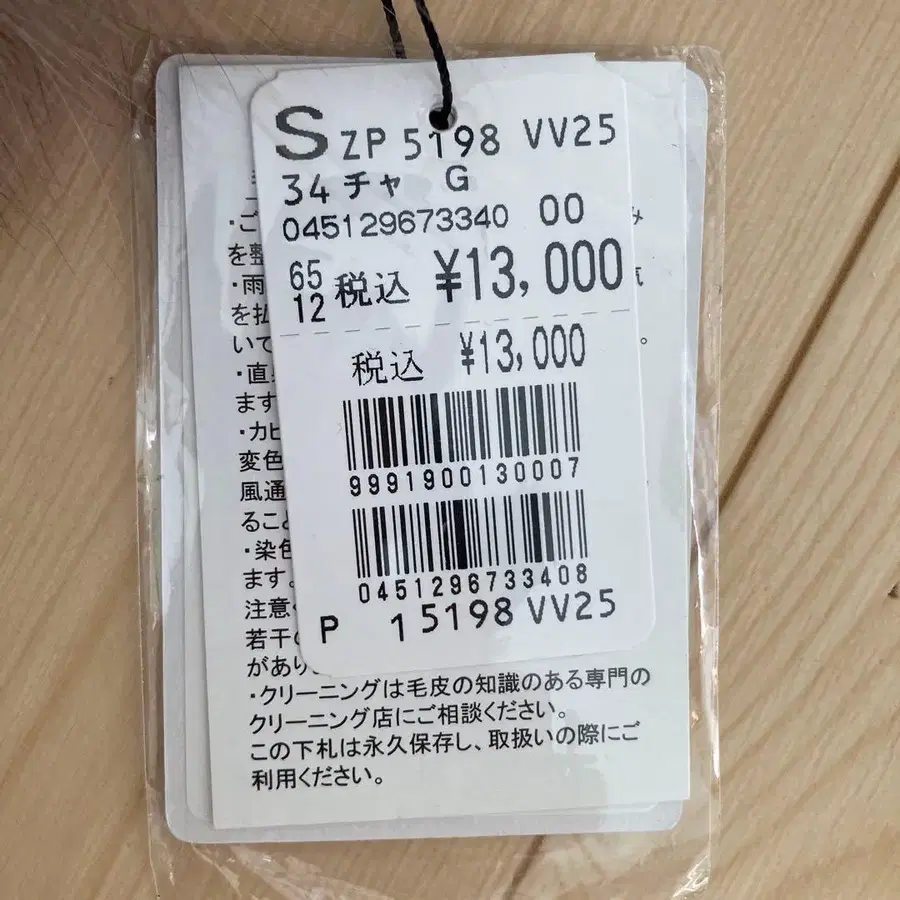 S ZP 5198 VV25
34 チャ G
045129673340 00
65
12 税込 ¥13,000
税込 ¥13,000
9991900130007
0451296733408
P 15198 VV25
・ご
み
を整
・雨
気
を払
いて
。
・直
ます
・カビ
変色
風通
ること
・染色
ます。
注意
若干の
があり
・クリーニングは毛皮の知識のある専門の
クリーニング店にご相談ください。
この下札は永久保存し、取扱いの際にご
利用ください。